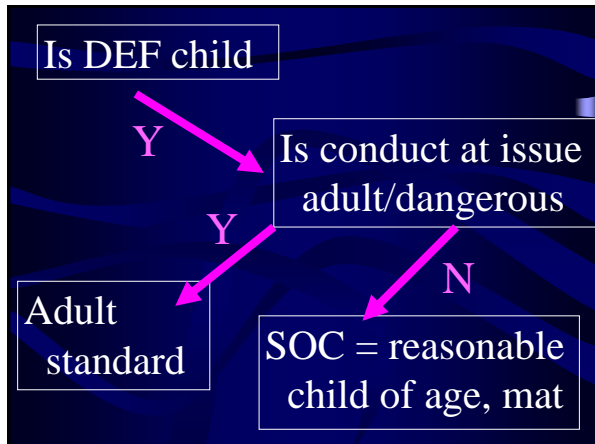 Is DEF child
Y
Is conduct at issue
adult/dangerous
Y
N
Adult
standard
SOC = reasonable
child of age, mat